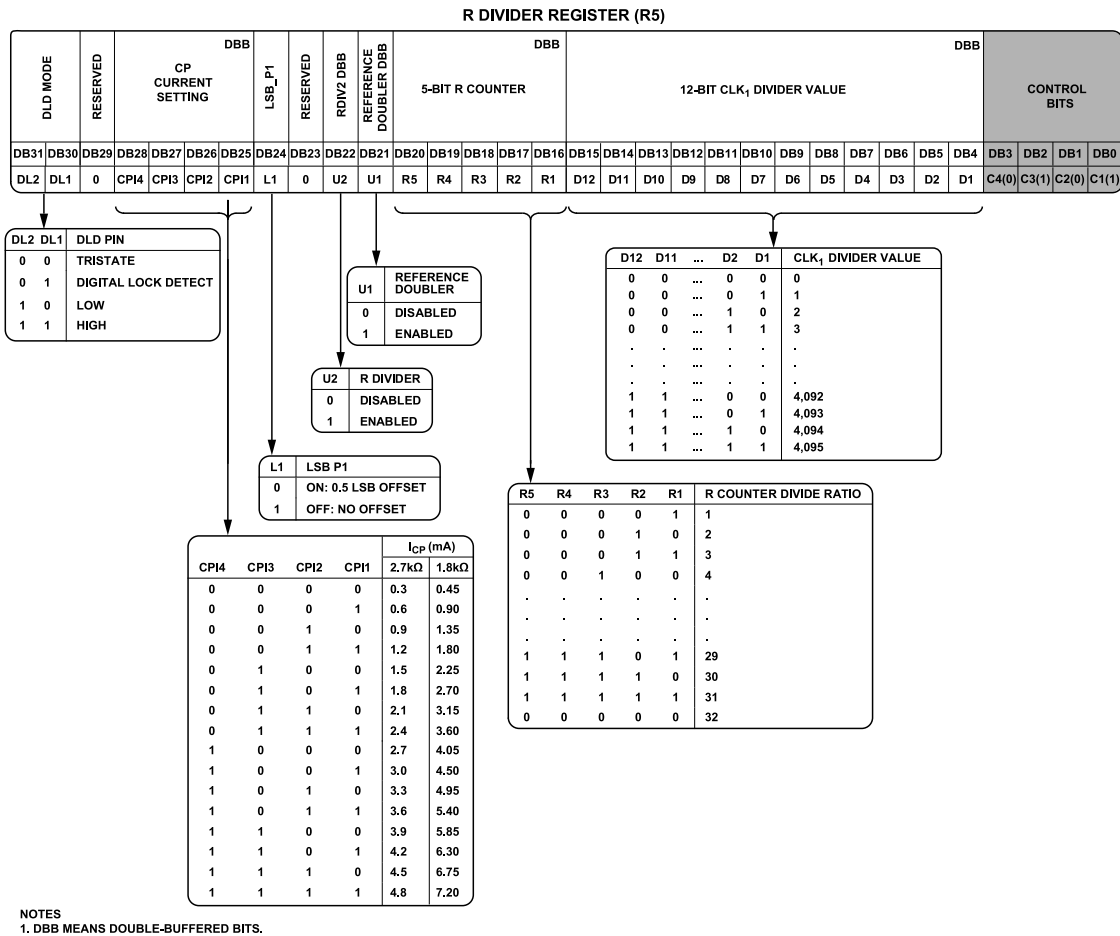 R DIVIDER REGISTER (R5)
DLD MODE
RESERVED
CP CURRENT SETTING
DBB
LSB_P1
RESERVED
RDIV2 DBB
REFERENCE DOUBLER DBB
5-BIT R COUNTER
DBB
12-BIT CLK₁ DIVIDER VALUE
DBB
CONTROL BITS
DB31 DB30 DB29 DB28 DB27 DB26 DB25 DB24 DB23 DB22 DB21 DB20 DB19 DB18 DB17 DB16 DB15 DB14 DB13 DB12 DB11 DB10 DB9 DB8 DB7 DB6 DB5 DB4 DB3 DB2 DB1 DB0
DL2 DL1 0 CPI4 CPI3 CPI2 CPI1 L1 0 U2 U1 R5 R4 R3 R2 R1 D12 D11 D10 D9 D8 D7 D6 D5 D4 D3 D2 D1 C4(0) C3(1) C2(0) C1(1)
DL2 DL1 DLD PIN
0 0 TRISTATE
0 1 DIGITAL LOCK DETECT
1 0 LOW
1 1 HIGH
U1 REFERENCE DOUBLER
0 DISABLED
1 ENABLED
U2 R DIVIDER
0 DISABLED
1 ENABLED
L1 LSB P1
0 ON: 0.5 LSB OFFSET
1 OFF: NO OFFSET
D12 D11 ... D2 D1 CLK₁ DIVIDER VALUE
0 0 ... 0 0 0
0 0 ... 0 1 1
0 0 ... 1 0 2
0 0 ... 1 1 3
. . ... . . .
. . ... . . .
. . ... . . .
1 1 ... 0 0 4,092
1 1 ... 0 1 4,093
1 1 ... 1 0 4,094
1 1 ... 1 1 4,095
R5 R4 R3 R2 R1 R COUNTER DIVIDE RATIO
0 0 0 0 1 1
0 0 0 1 0 2
0 0 0 1 1 3
0 0 1 0 0 4
. . . . . .
. . . . . .
. . . . . .
1 1 1 0 1 29
1 1 1 1 0 30
1 1 1 1 1 31
0 0 0 0 0 32
I_CP (mA)
CPI4 CPI3 CPI2 CPI1 2.7kΩ 1.8kΩ
0 0 0 0 0.3 0.45
0 0 0 1 0.6 0.90
0 0 1 0 0.9 1.35
0 0 1 1 1.2 1.80
0 1 0 0 1.5 2.25
0 1 0 1 1.8 2.70
0 1 1 0 2.1 3.15
0 1 1 1 2.4 3.60
1 0 0 0 2.7 4.05
1 0 0 1 3.0 4.50
1 0 1 0 3.3 4.95
1 0 1 1 3.6 5.40
1 1 0 0 3.9 5.85
1 1 0 1 4.2 6.30
1 1 1 0 4.5 6.75
1 1 1 1 4.8 7.20
NOTES
1. DBB MEANS DOUBLE-BUFFERED BITS.